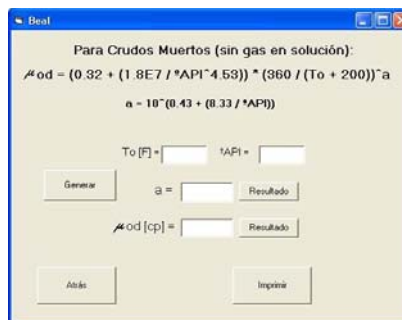 Beal
Para Crudos Muertos (sin gas en solución):
μod = (0.32 + (1.8E7 / °API^4.53)) * (360 / (To + 200))^a
a = 10^(0.43 + (8.33 / °API))
To [F] = °API =
Generar
a = Resultado
μod [cp] = Resultado
Atrás Imprimir